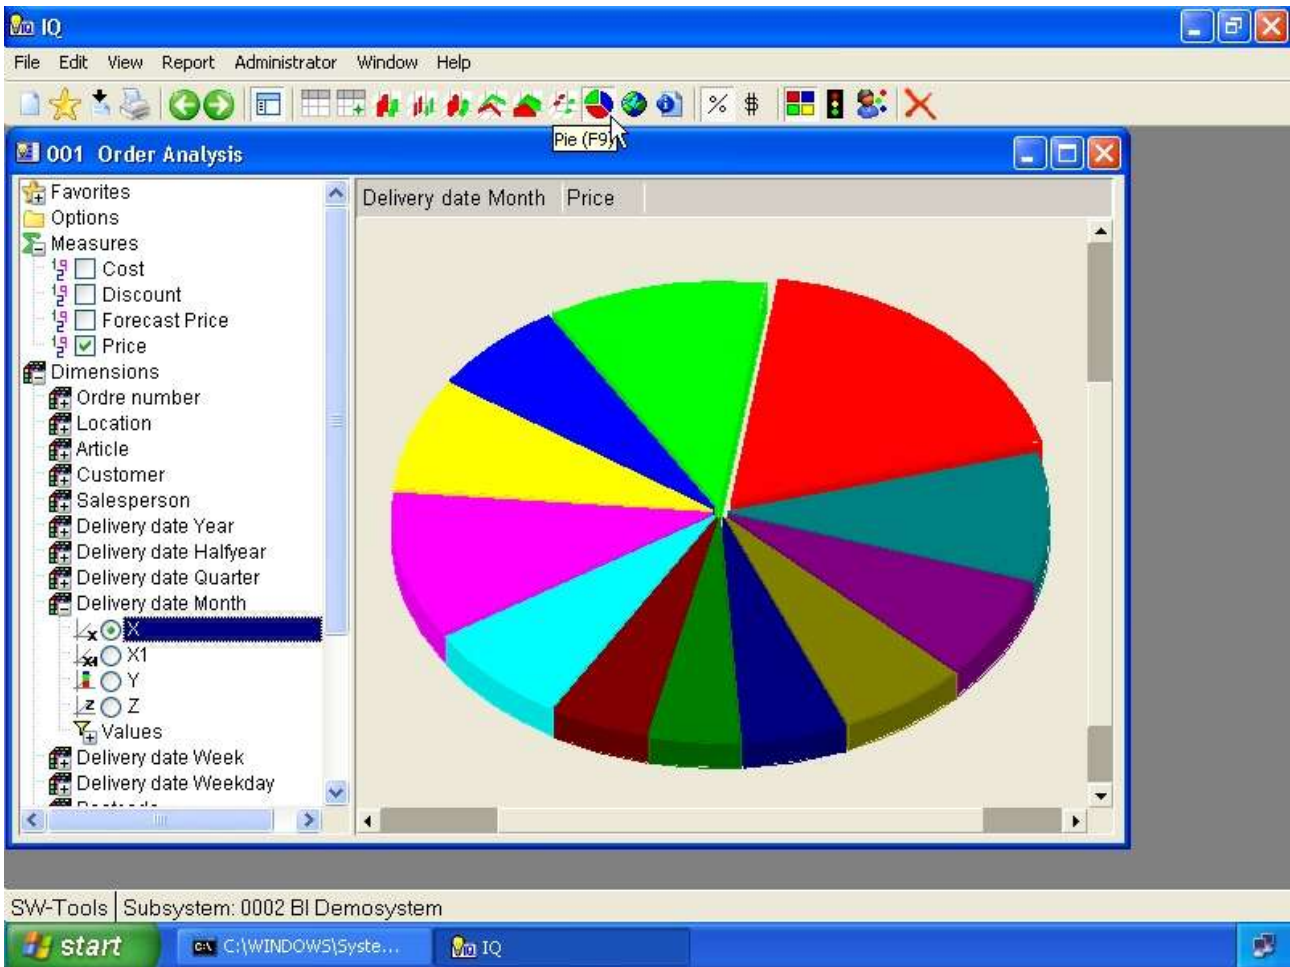 IQ
File Edit View Report Administrator Window Help
% #
Pie (F9)
001 Order Analysis
Favorites
Options
Measures
Cost
Discount
Forecast Price
Price
Dimensions
Ordre number
Location
Article
Customer
Salesperson
Delivery date Year
Delivery date Halfyear
Delivery date Quarter
Delivery date Month
X
X1
Y
Z
Values
Delivery date Week
Delivery date Weekday
Delivery date Month Price
SW-Tools Subsystem: 0002 BI Demosystem
start C:\WINDOWS\Syste... IQ